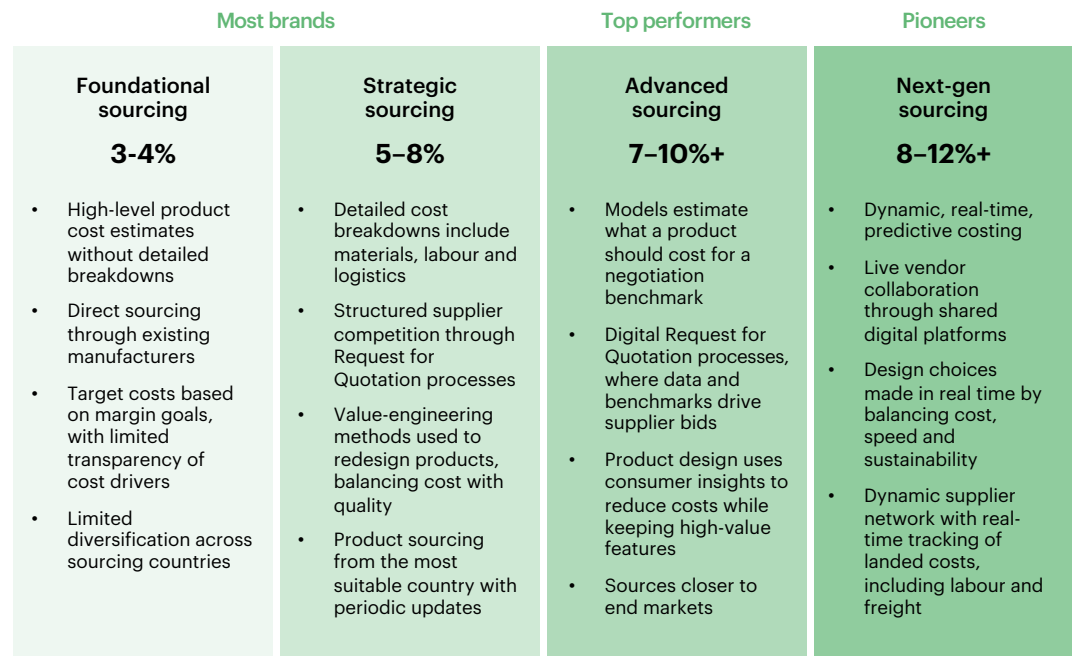 Most brands
Top performers
Pioneers
Foundational
sourcing
3-4%
• High-level product
cost estimates
without detailed
breakdowns
• Direct sourcing
through existing
manufacturers
• Target costs based
on margin goals,
with limited
transparency of
cost drivers
• Limited
diversification across
sourcing countries
Strategic
sourcing
5–8%
• Detailed cost
breakdowns include
materials, labour and
logistics
• Structured supplier
competition through
Request for
Quotation processes
• Value-engineering
methods used to
redesign products,
balancing cost with
quality
• Product sourcing
from the most
suitable country with
periodic updates
Advanced
sourcing
7–10%+
• Models estimate
what a product
should cost for a
negotiation
benchmark
• Digital Request for
Quotation processes,
where data and
benchmarks drive
supplier bids
• Product design uses
consumer insights to
reduce costs while
keeping high-value
features
• Sources closer to
end markets
Next-gen
sourcing
8–12%+
• Dynamic, real-time,
predictive costing
• Live vendor
collaboration
through shared
digital platforms
• Design choices
made in real time by
balancing cost,
speed and
sustainability
• Dynamic supplier
network with real-
time tracking of
landed costs,
including labour and
freight